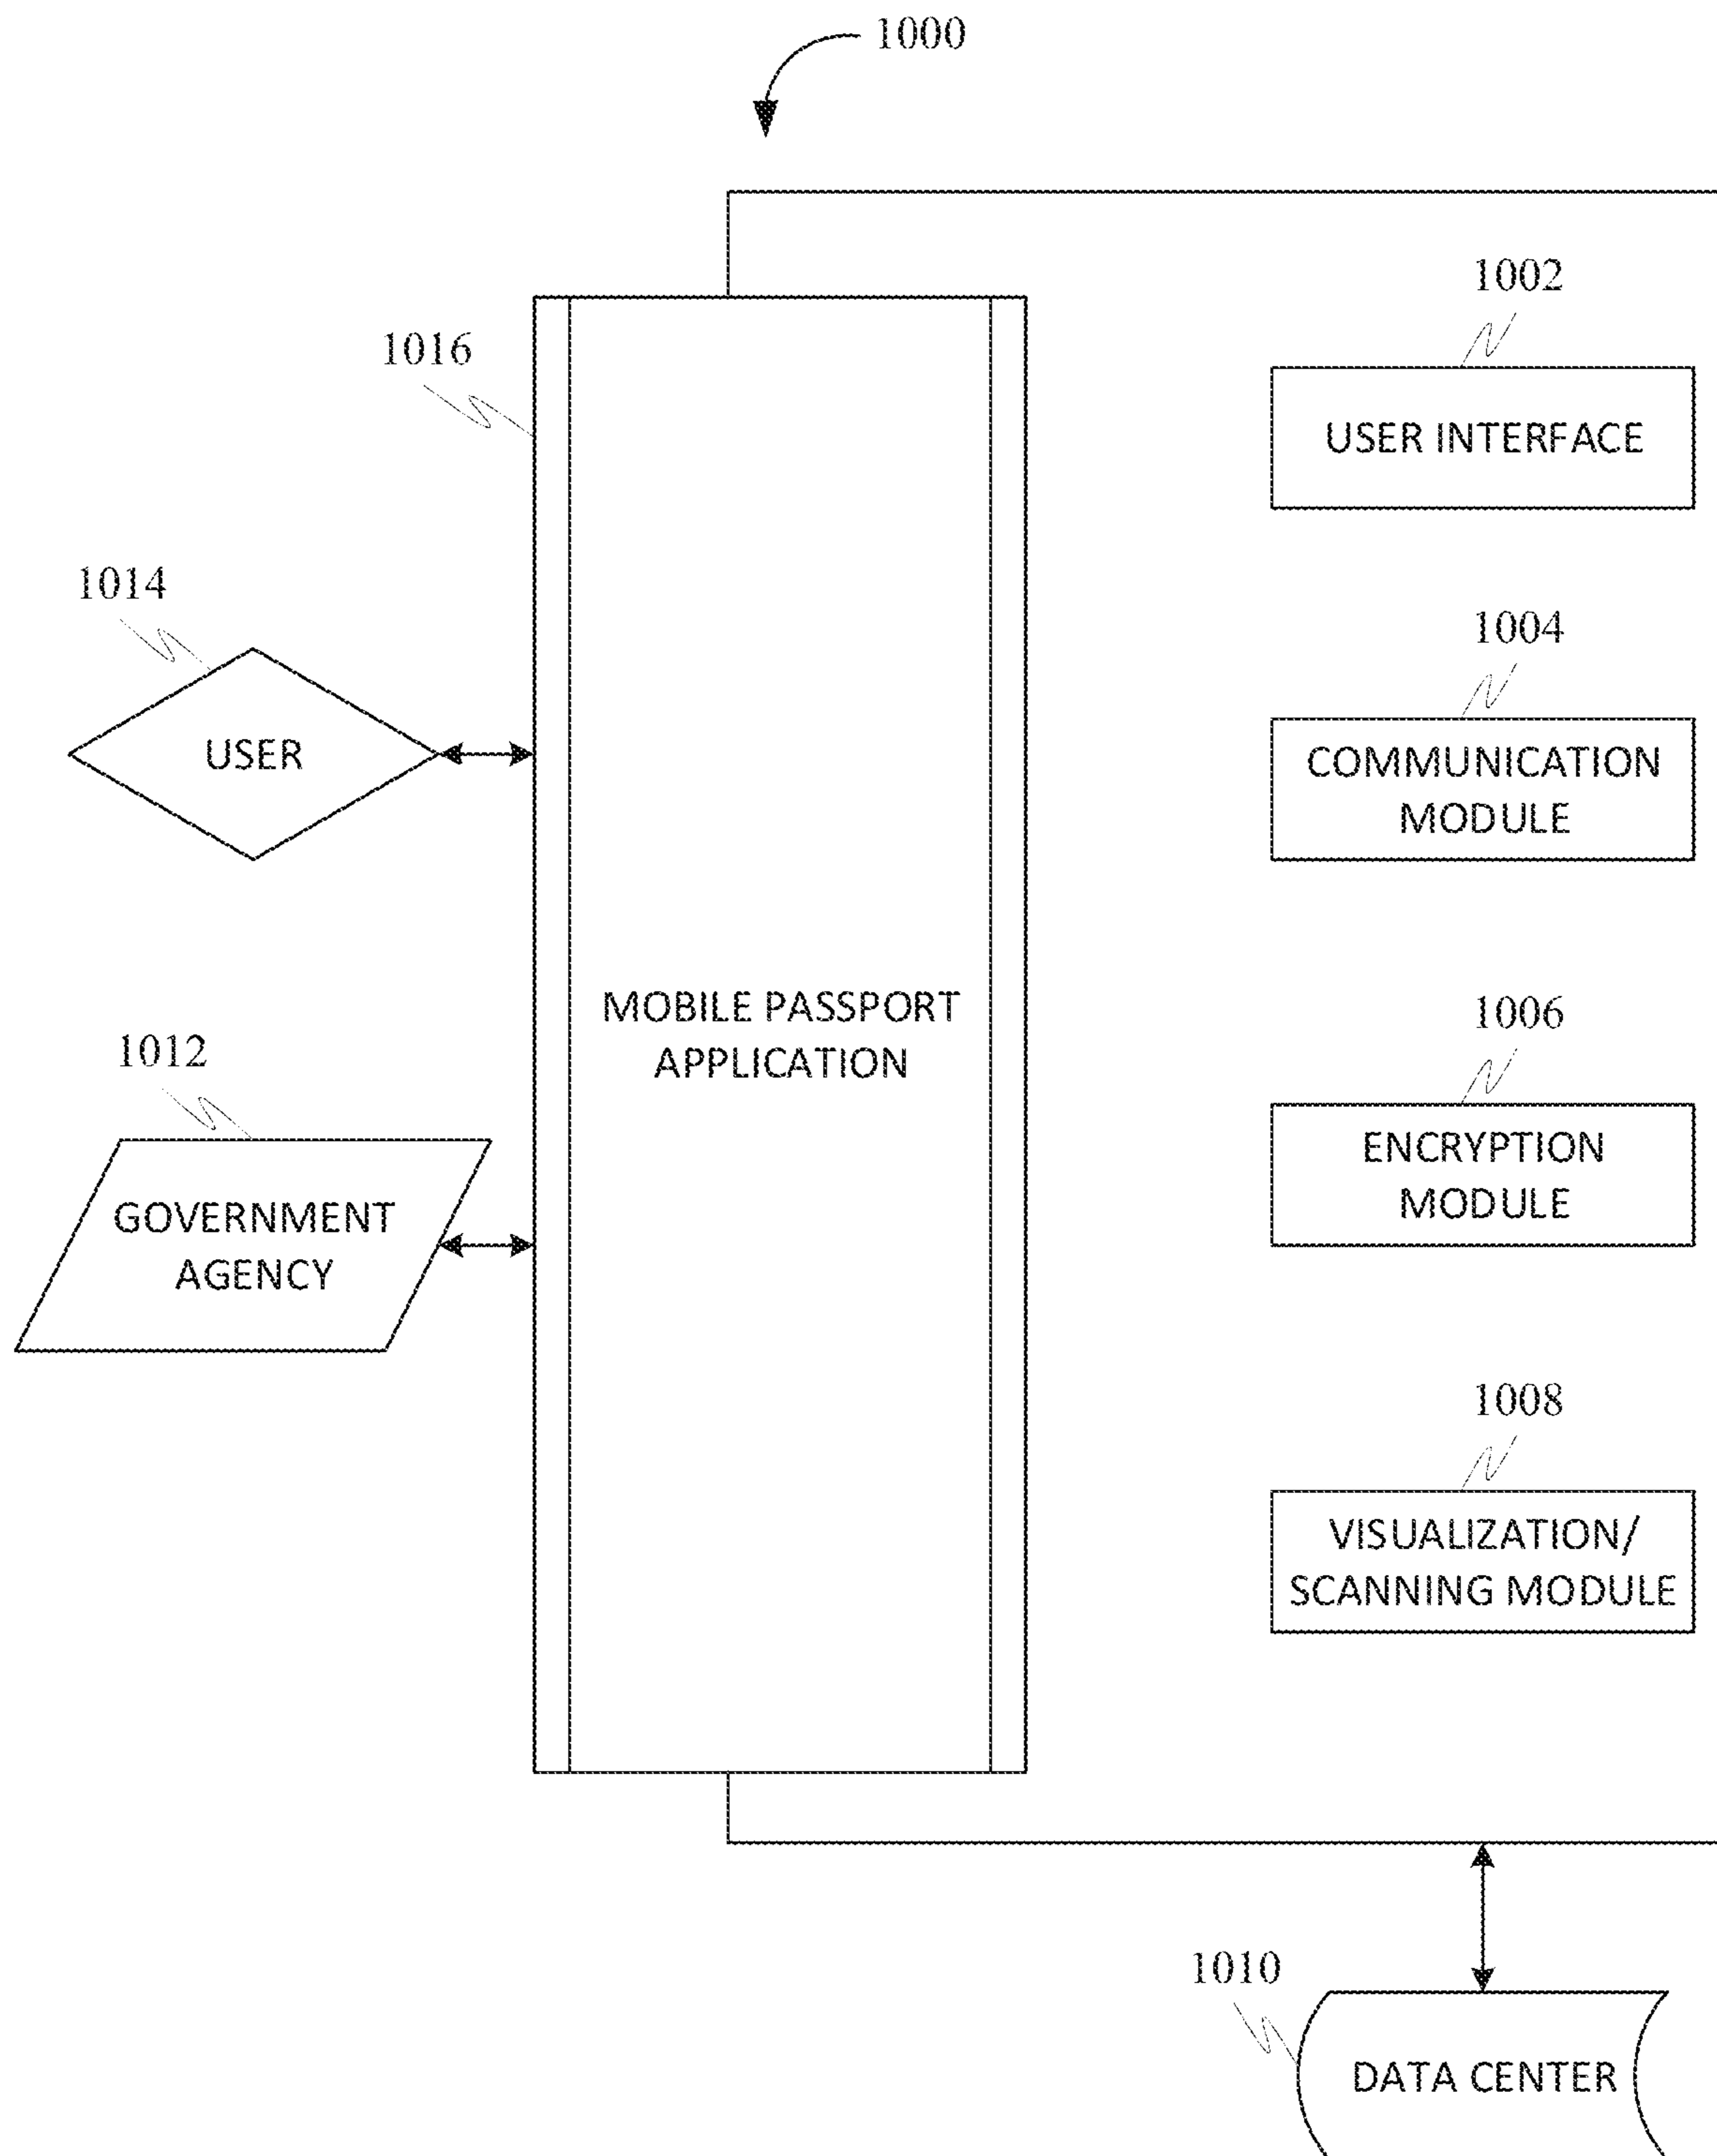 1000
1002
1016
USER INTERFACE
1014
1004
USER
COMMUNICATION
MODULE
MOBILE PASSPORT
APPLICATION
1006
1012
ENCRYPTION
MODULE
GOVERNMENT
AGENCY
1008
VISUALIZATION/
SCANNING MODULE
1010
DATA CENTER